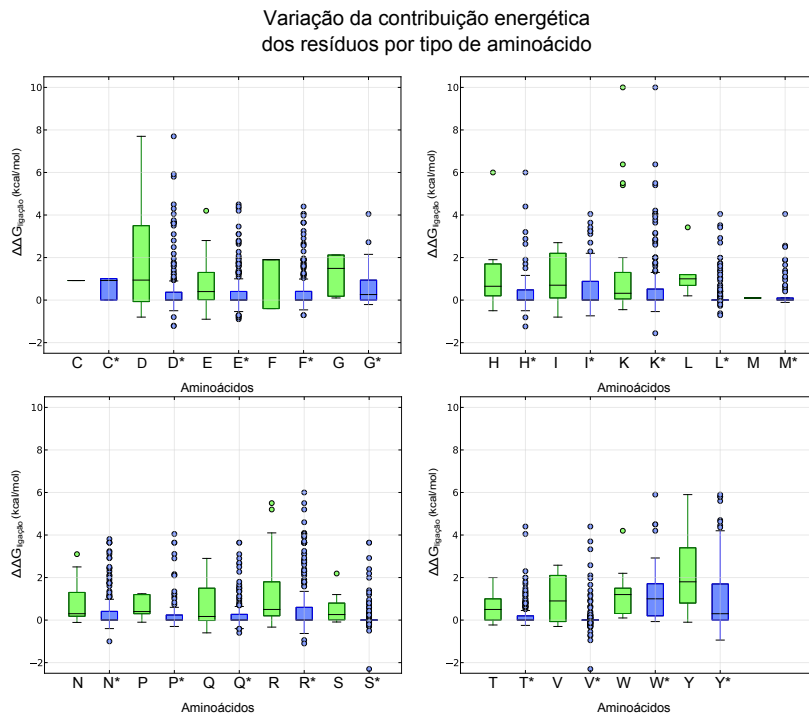 Variação da contribuição energética
dos resíduos por tipo de aminoácido
ΔΔGligação (kcal/mol)
10
8
6
4
2
0
−2
C C* D D* E E* F F* G G*
Aminoácidos
ΔΔGligação (kcal/mol)
10
8
6
4
2
0
−2
H H* I I* K K* L L* M M*
Aminoácidos
ΔΔGligação (kcal/mol)
10
8
6
4
2
0
−2
N N* P P* Q Q* R R* S S*
Aminoácidos
ΔΔGligação (kcal/mol)
10
8
6
4
2
0
−2
T T* V V* W W* Y Y*
Aminoácidos